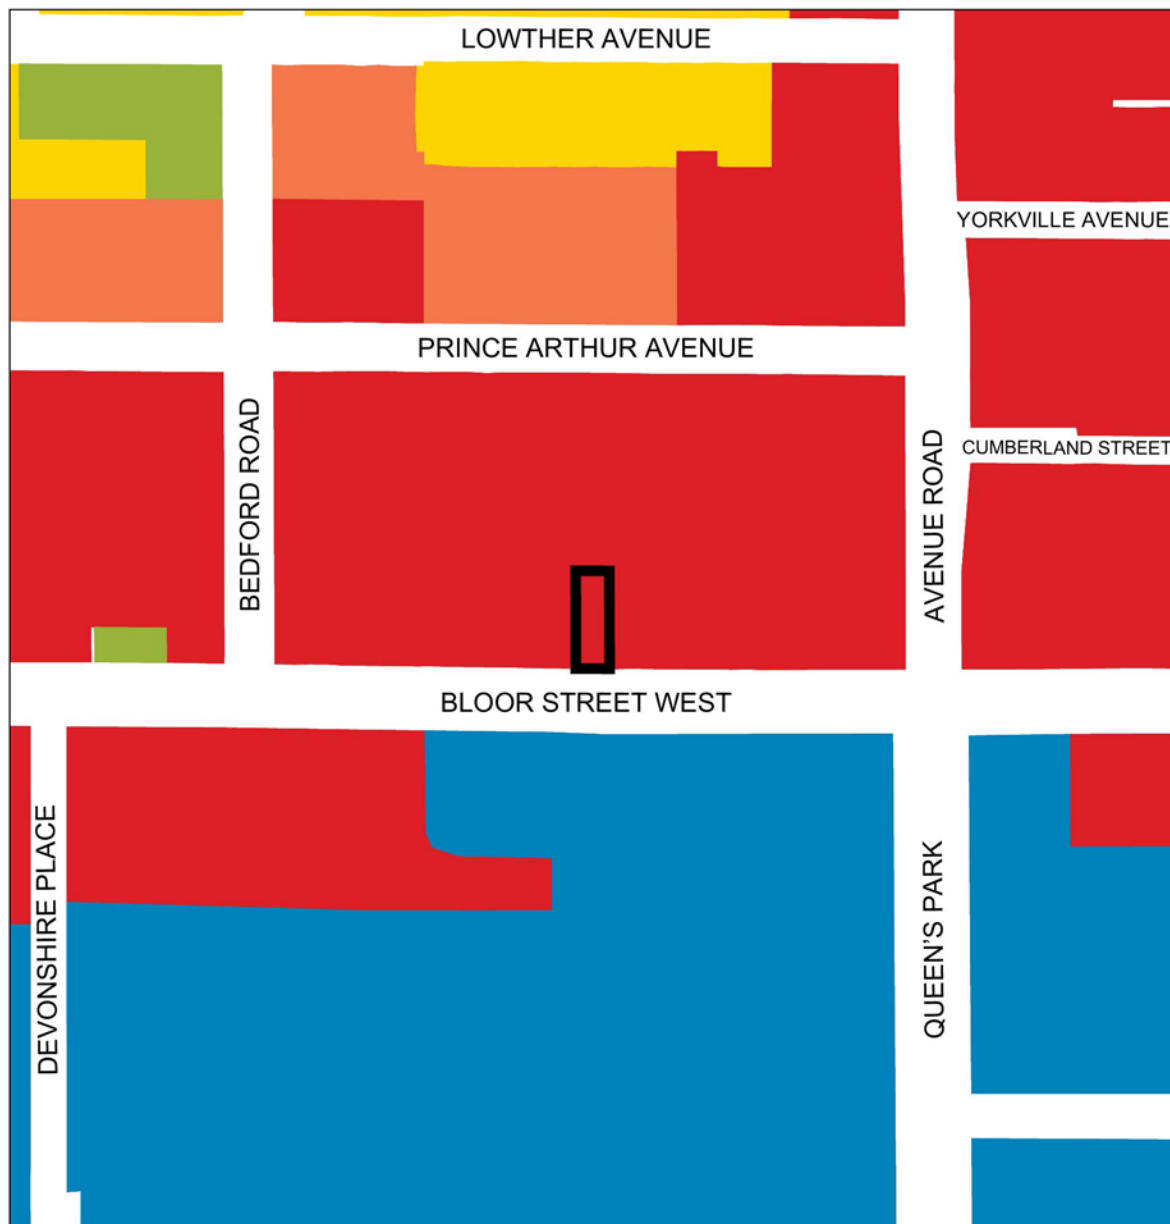 LOWTHER AVENUE
YORKVILLE AVENUE
PRINCE ARTHUR AVENUE
BEDFORD ROAD
AVENUE ROAD
CUMBERLAND STREET
BLOOR STREET WEST
DEVONSHIRE PLACE
QUEEN'S PARK